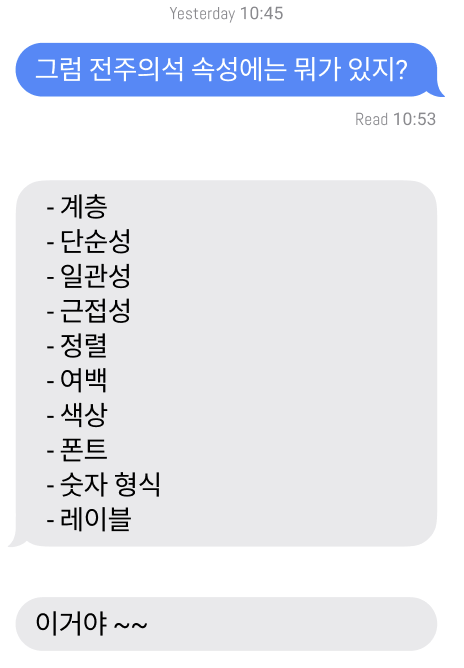 Yesterday 10:45
그럼 전주의석 속성에는 뭐가 있지?
Read 10:53
- 계층
- 단순성
- 일관성
- 근접성
- 정렬
- 여백
- 색상
- 폰트
- 숫자 형식
- 레이블
이거야 ~~